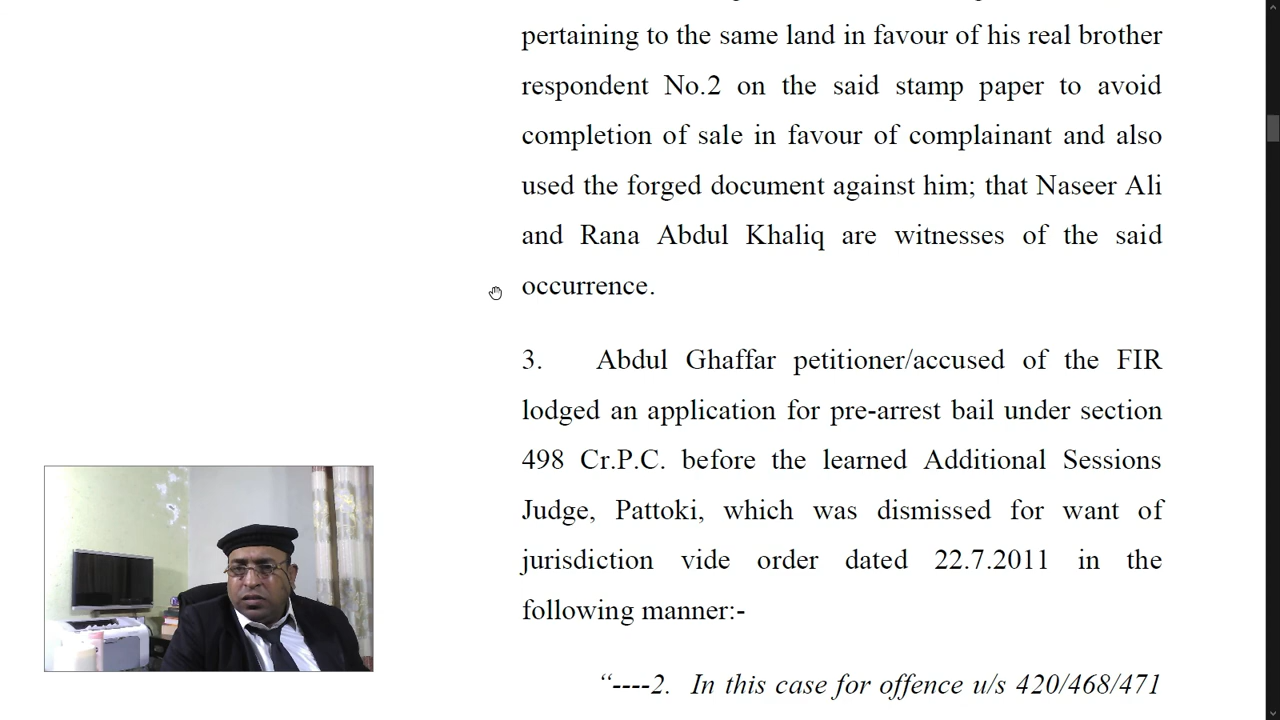 pertaining to the same land in favour of his real brother
respondent No.2 on the said stamp paper to avoid
completion of sale in favour of complainant and also
used the forged document against him; that Naseer Ali
and Rana Abdul Khaliq are witnesses of the said
occurrence.
3. Abdul Ghaffar petitioner/accused of the FIR
lodged an application for pre-arrest bail under section
498 Cr.P.C. before the learned Additional Sessions
Judge, Pattoki, which was dismissed for want of
jurisdiction vide order dated 22.7.2011 in the
following manner:-
“----2. In this case for offence u/s 420/468/471